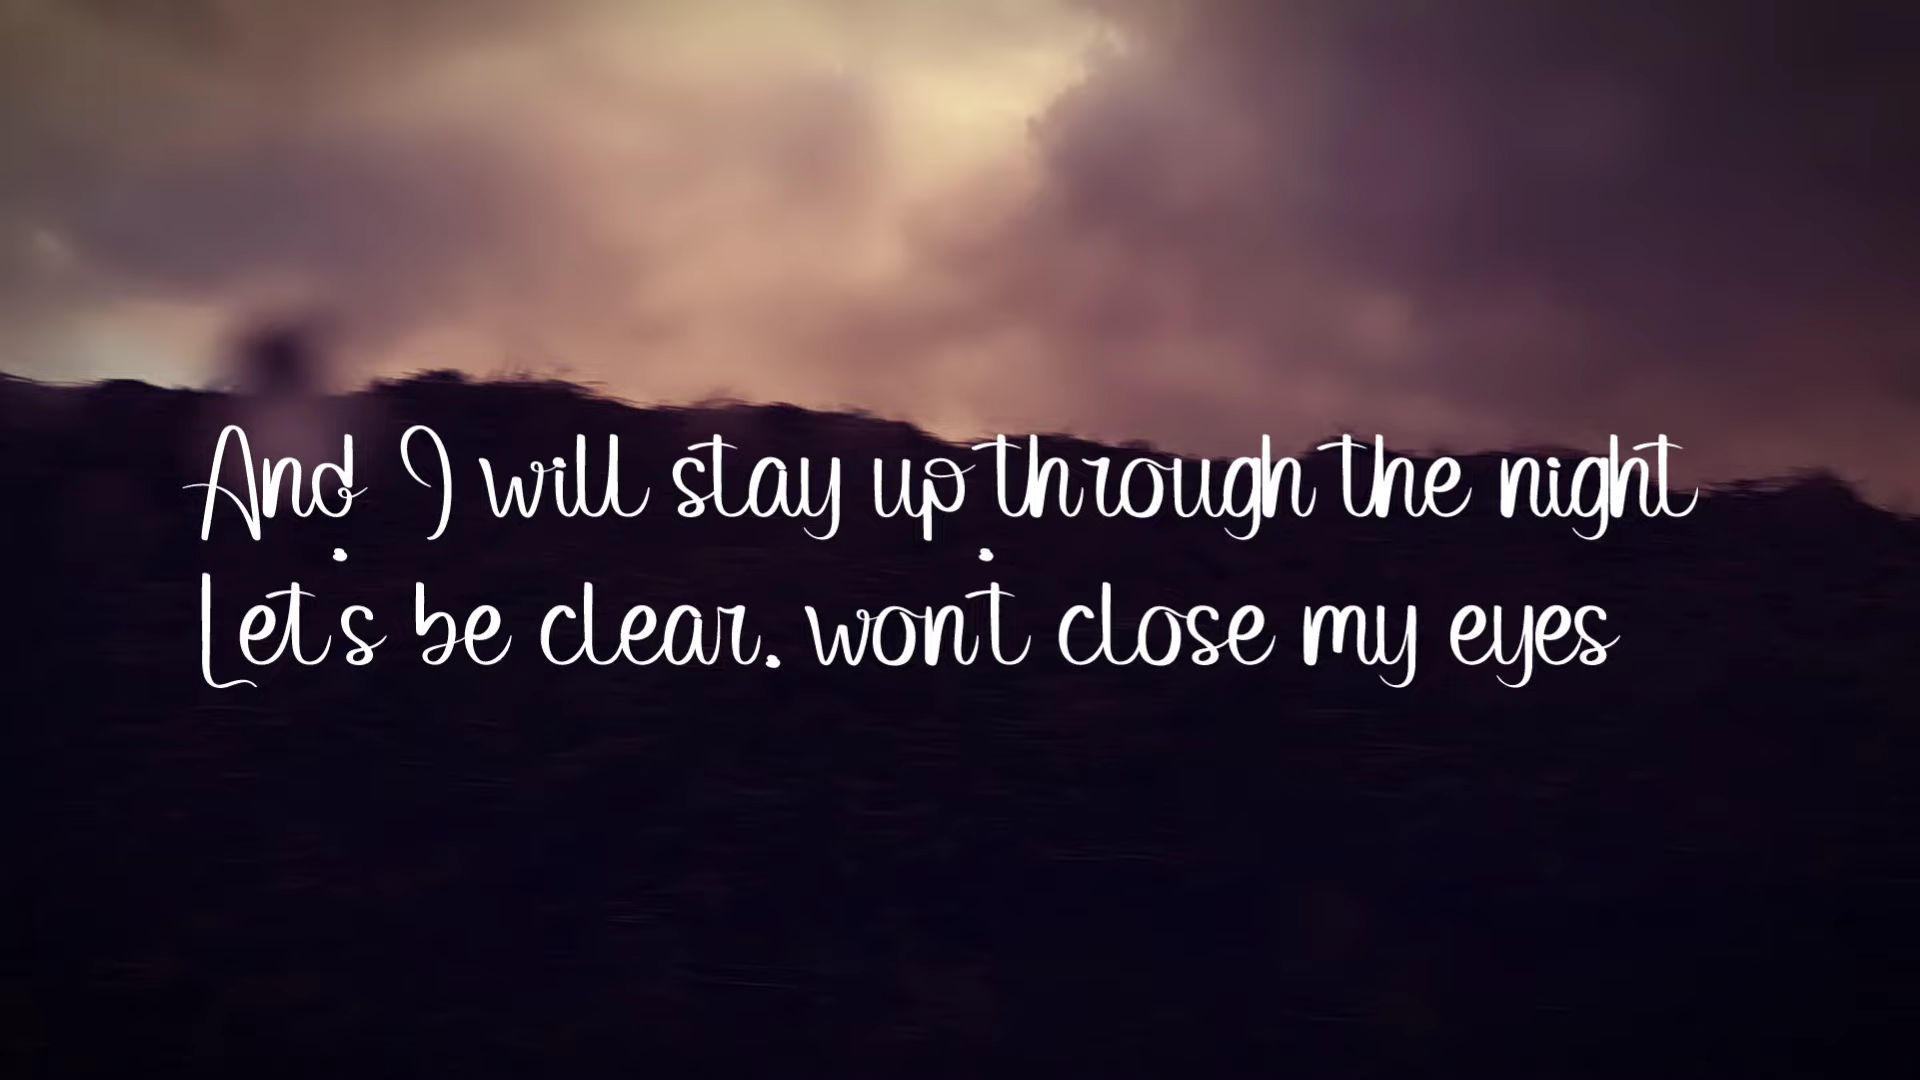 And I will stay up through the night
Let's be clear, won't close my eyes